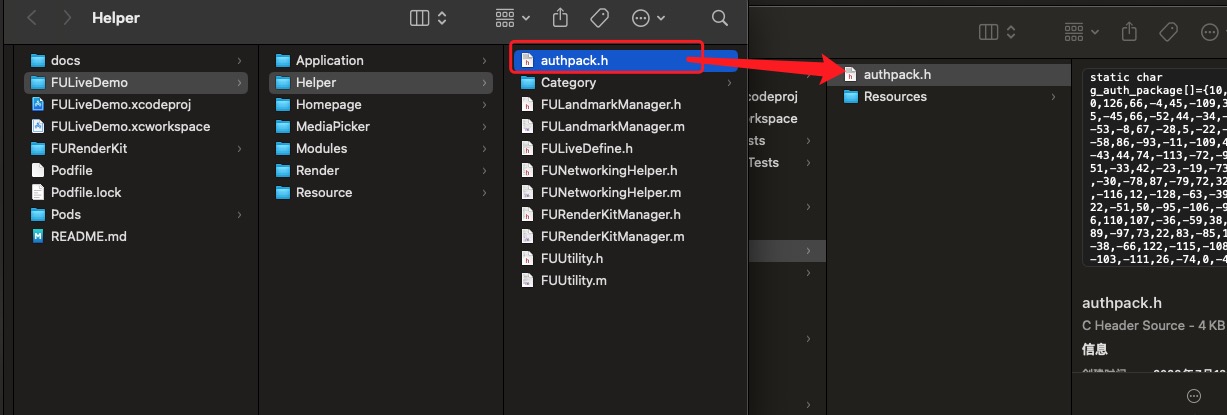 Helper
docs
FULiveDemo
FULiveDemo.xcodeproj
FULiveDemo.xcworkspace
FURenderKit
Podfile
Podfile.lock
Pods
README.md
Application
Helper
Homepage
MediaPicker
Modules
Render
Resource
authpack.h
Category
FULandmarkManager.h
FULandmarkManager.m
FULiveDefine.h
FUNetworkingHelper.h
FUNetworkingHelper.m
FURenderKitManager.h
FURenderKitManager.m
FUUtility.h
FUUtility.m
codeproj
rkspace
sts
Tests
authpack.h
Resources
static char
g_auth_package[]={10,
0,126,66,-4,45,-109,3
5,-45,66,-52,44,-34,-
-53,-8,67,-28,5,-22,-
-58,86,-93,-11,-109,4
-43,44,74,-113,-72,-9
51,-33,42,-23,-19,-73
,-30,-78,87,-79,72,32
,-116,12,-128,-63,-39
22,-51,50,-95,-106,-9
6,110,107,-36,-59,38,
89,-97,73,22,83,-85,1
-38,-66,122,-115,-108
-103,-111,26,-74,0,-4
authpack.h
C Header Source - 4 KB
信息
创建时间